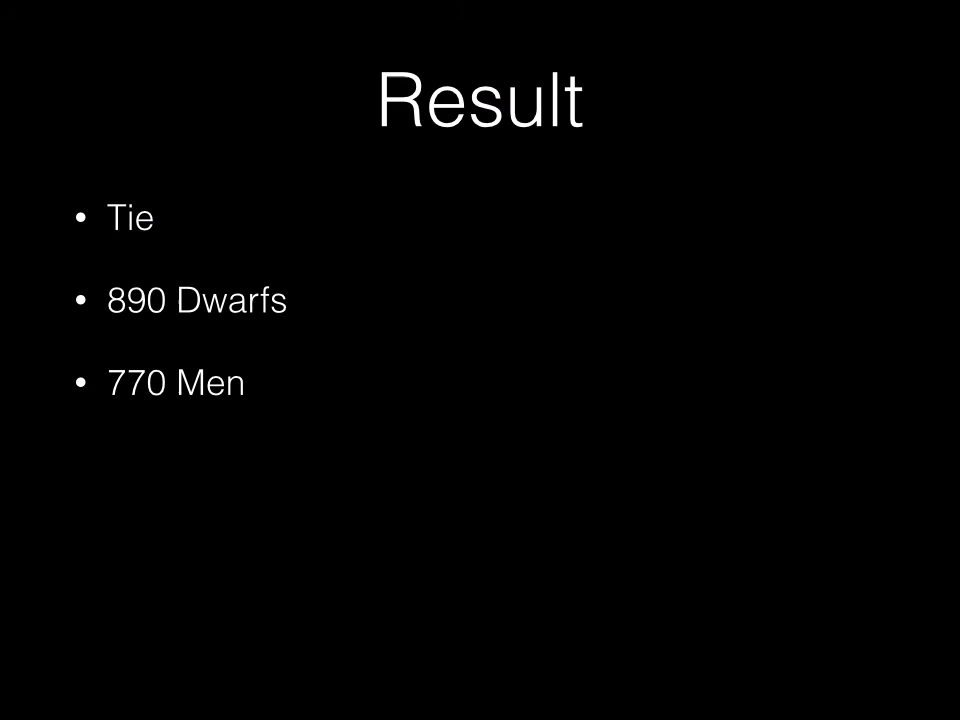 Result
• Tie
• 890 Dwarfs
• 770 Men